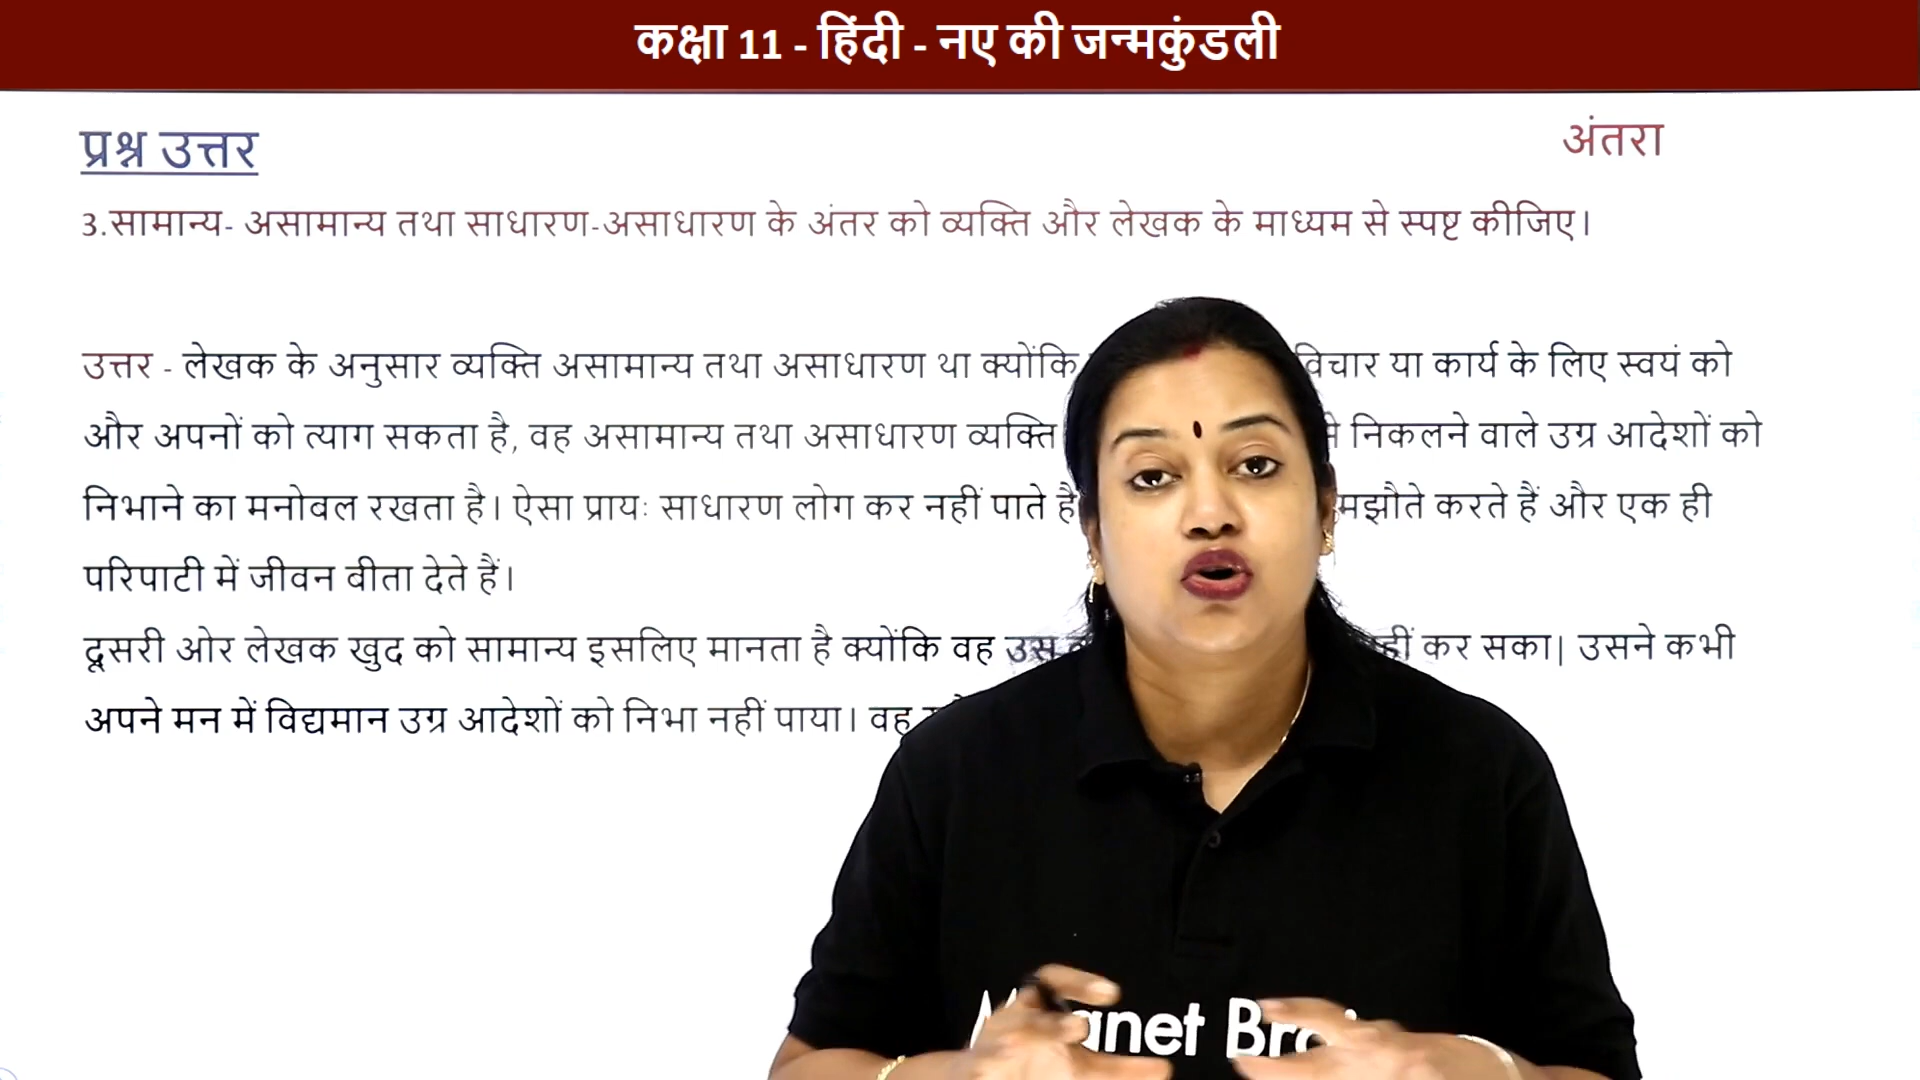 कक्षा 11 - हिंदी - नए की जन्मकुंडली
प्रश्न उत्तर
अंतरा
3.सामान्य- असामान्य तथा साधारण-असाधारण के अंतर को व्यक्ति और लेखक के माध्यम से स्पष्ट कीजिए।
उत्तर - लेखक के अनुसार व्यक्ति असामान्य तथा असाधारण था क्योंकि विचार या कार्य के लिए स्वयं को
और अपनों को त्याग सकता है, वह असामान्य तथा असाधारण व्यक्ति निकलने वाले उग्र आदेशों को
निभाने का मनोबल रखता है। ऐसा प्रायः साधारण लोग कर नहीं पाते करते हैं और एक ही
परिपाटी में जीवन बीता देते हैं।
दूसरी ओर लेखक खुद को सामान्य इसलिए मानता है क्योंकि वह उस कर सका| उसने कभी
अपने मन में विद्यमान उग्र आदेशों को निभा नहीं पाया। वह